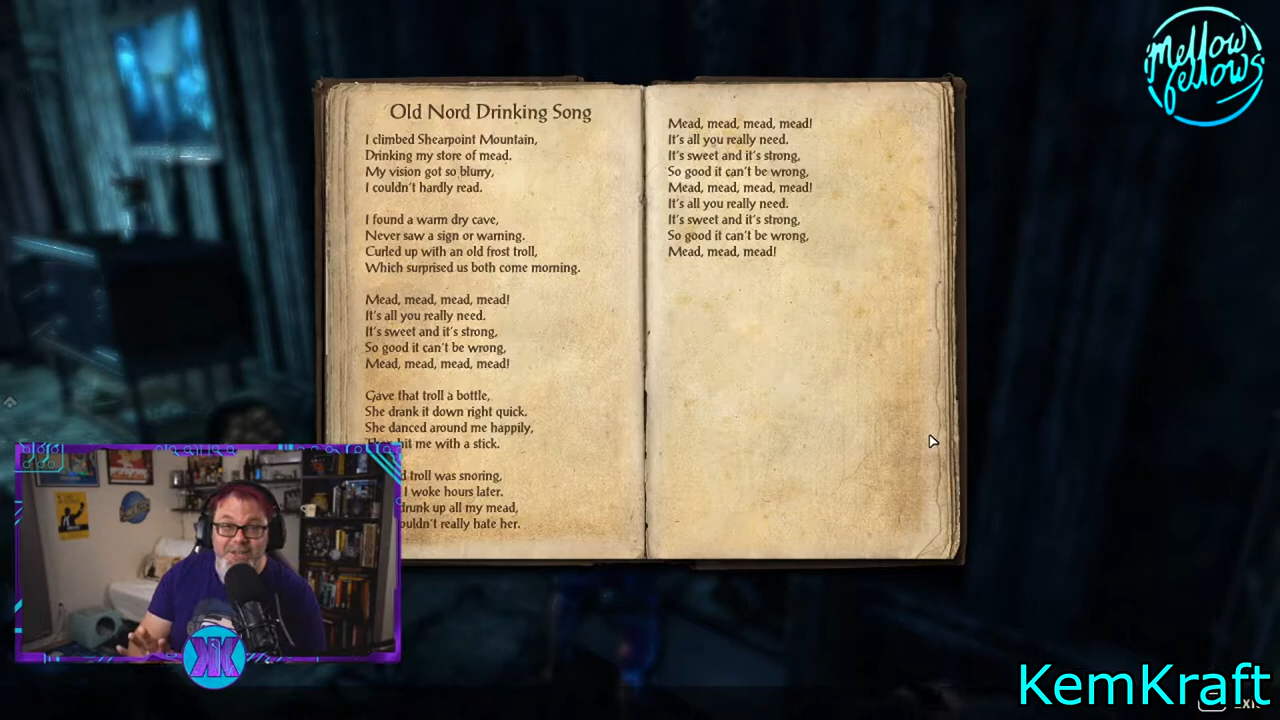 Mellow
fellows
Old Nord Drinking Song
I climbed Shearpoint Mountain,
Drinking my store of mead.
My vision got so blurry,
I couldn't hardly read.
I found a warm dry cave,
Never saw a sign or warning.
Curled up with an old frost troll,
Which surprised us both come morning.
Mead, mead, mead, mead!
It's all you really need.
It's sweet and it's strong,
So good it can't be wrong,
Mead, mead, mead, mead!
Gave that troll a bottle,
She drank it down right quick.
She danced around me happily,
hit me with a stick.
troll was snoring,
I woke hours later.
drunk up all my mead,
really hate her.
Mead, mead, mead, mead!
It's all you really need.
It's sweet and it's strong,
So good it can't be wrong,
Mead, mead, mead, mead!
It's all you really need.
It's sweet and it's strong,
So good it can't be wrong,
Mead, mead, mead!
KK
KemKraft